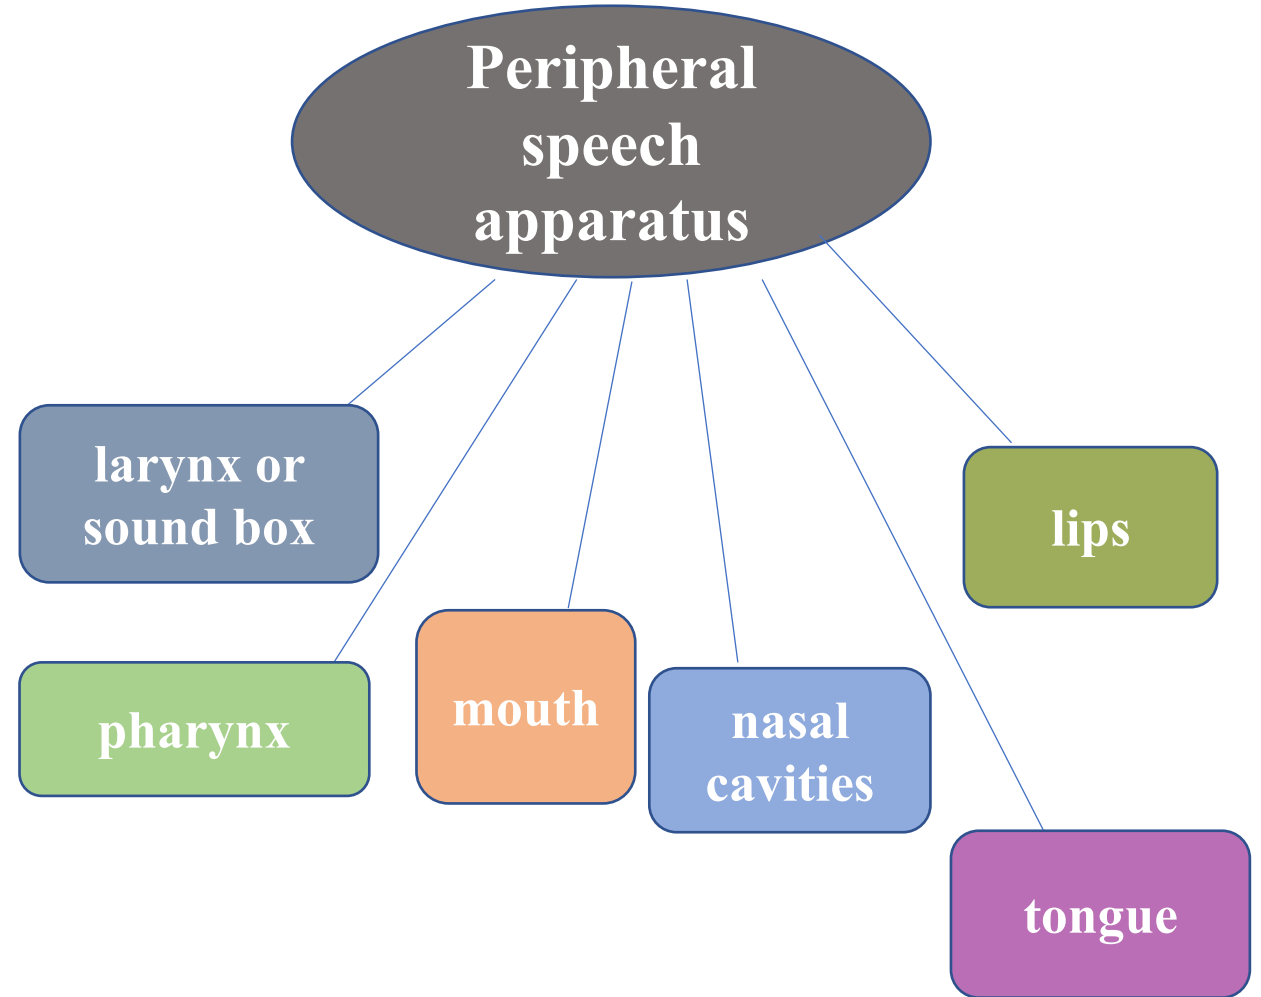 Peripheral
speech
apparatus
larynx or
sound box
lips
pharynx
mouth
nasal
cavities
tongue